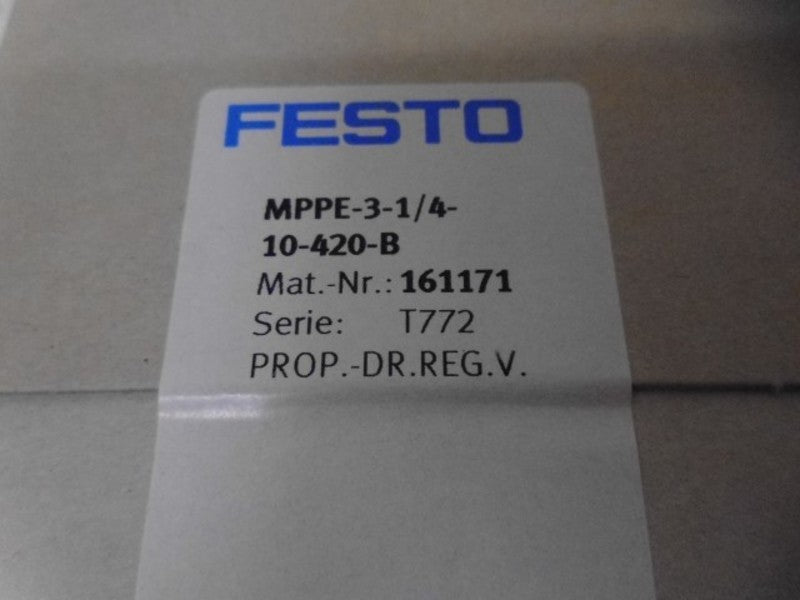 FESTO
MPPE-3-1/4-
10-420-B
Mat.-Nr.: 161171
Serie: T772
PROP.-DR.REG.V.